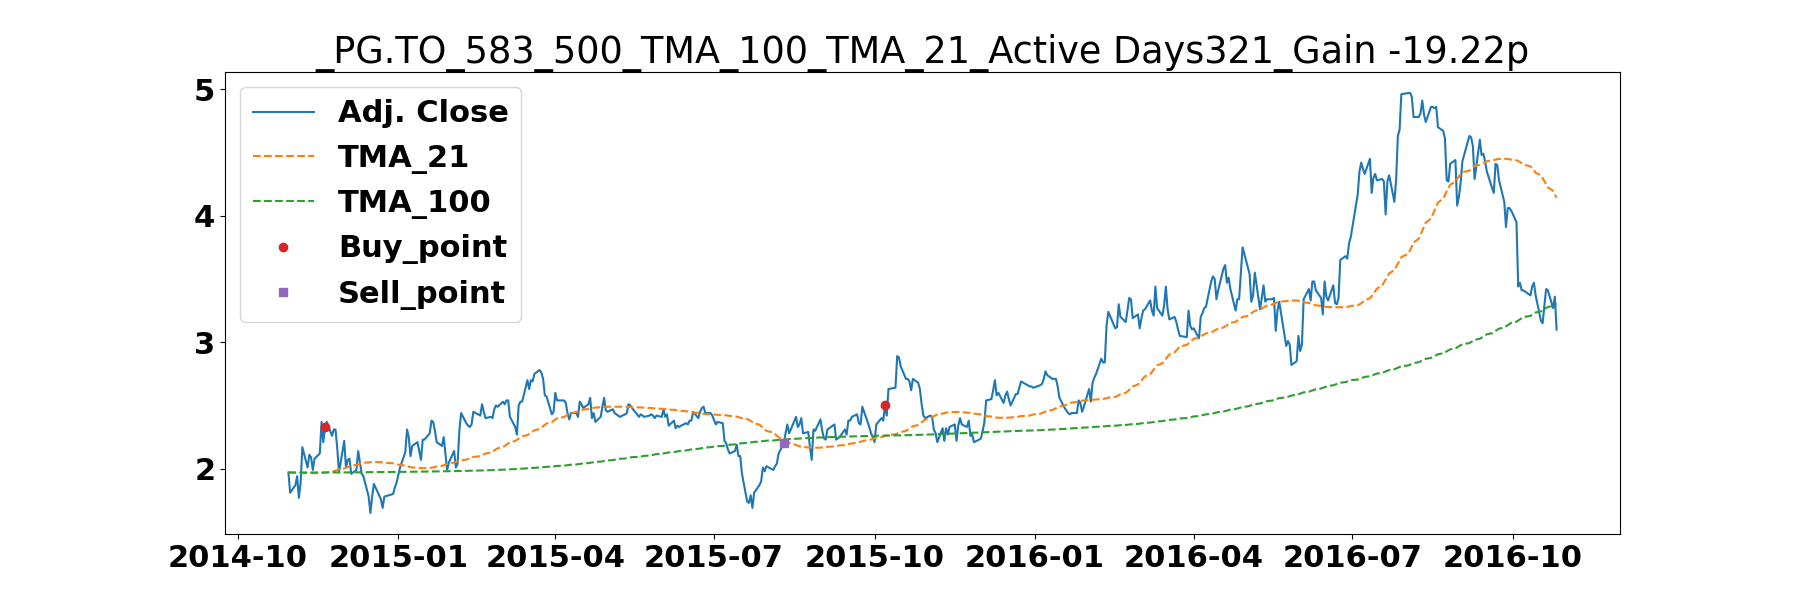 _PG.TO_583_500_TMA_100_TMA_21_Active Days321_Gain -19.22p
5
4
3
2
Adj. Close
TMA_21
TMA_100
Buy_point
Sell_point
2014-10 2015-01 2015-04 2015-07 2015-10 2016-01 2016-04 2016-07 2016-10